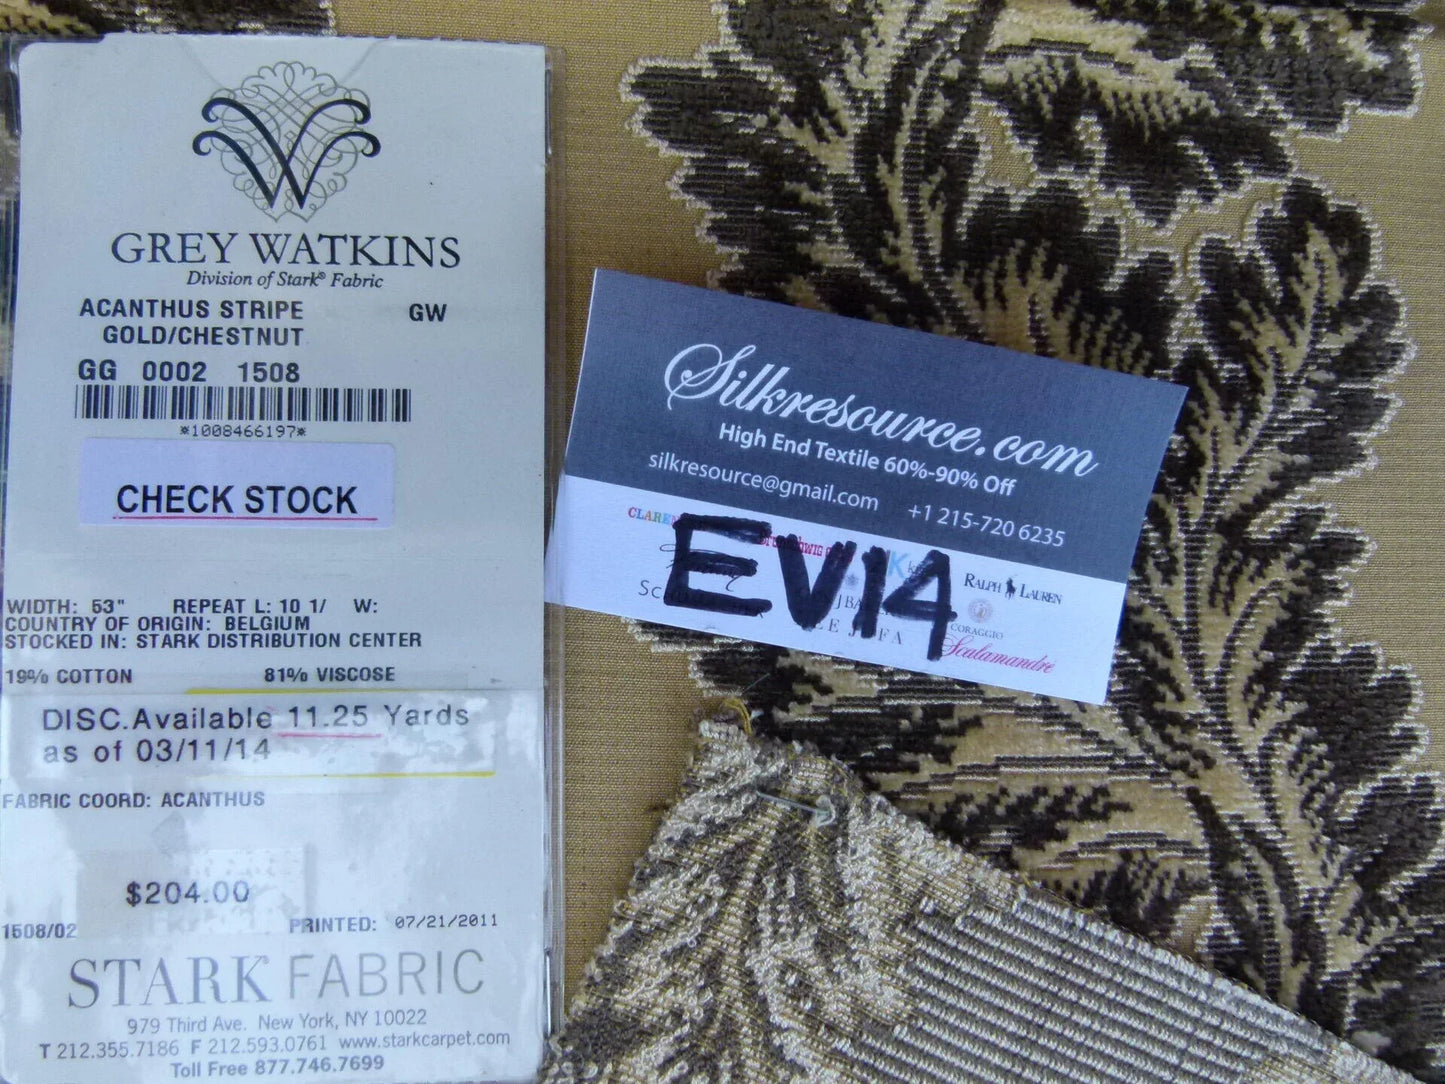 GREY WATKINS
Division of Stark® Fabric
ACANTHUS STRIPE GW
GOLD/CHESTNUT
GG 0002 1508
*1008466197*
CHECK STOCK
WIDTH: 53" REPEAT L: 10 1/ W:
COUNTRY OF ORIGIN: BELGIUM
STOCKED IN: STARK DISTRIBUTION CENTER
19% COTTON 81% VISCOSE
DISC.Available 11.25 Yards
as of 03/11/14
FABRIC COORD: ACANTHUS
$204.00
1508/02 PRINTED: 07/21/2011
STARK FABRIC
979 Third Ave. New York, NY 10022
T 212.355.7186 F 212.593.0761 www.starkcarpet.com
Toll Free 877.746.7699
Silkresource.com
High End Textile 60%-90% Off
silkresource@gmail.com +1 215-720 6235
EV14
RALPH LAUREN
CORAGGIO
Scalamandré